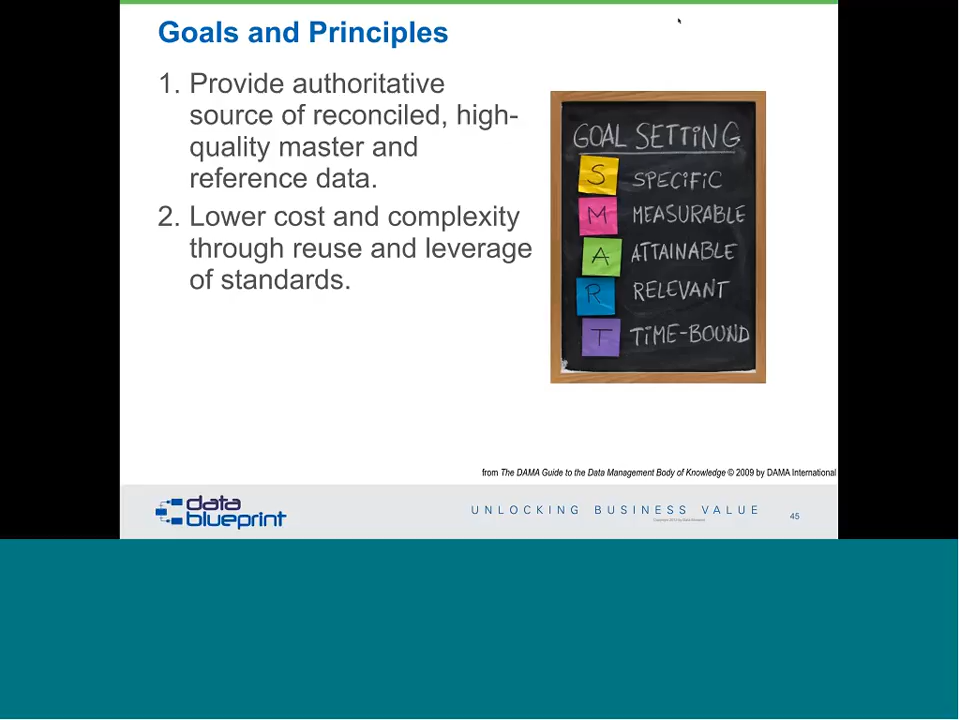 Goals and Principles
1. Provide authoritative
source of reconciled, high-
quality master and
reference data.
2. Lower cost and complexity
through reuse and leverage
of standards.
GOAL SETTING
S SPECIFIC
M MEASURABLE
A ATTAINABLE
R RELEVANT
T TIME-BOUND
from The DAMA Guide to the Data Management Body of Knowledge © 2009 by DAMA International
data
blueprint
UNLOCKING BUSINESS VALUE
45